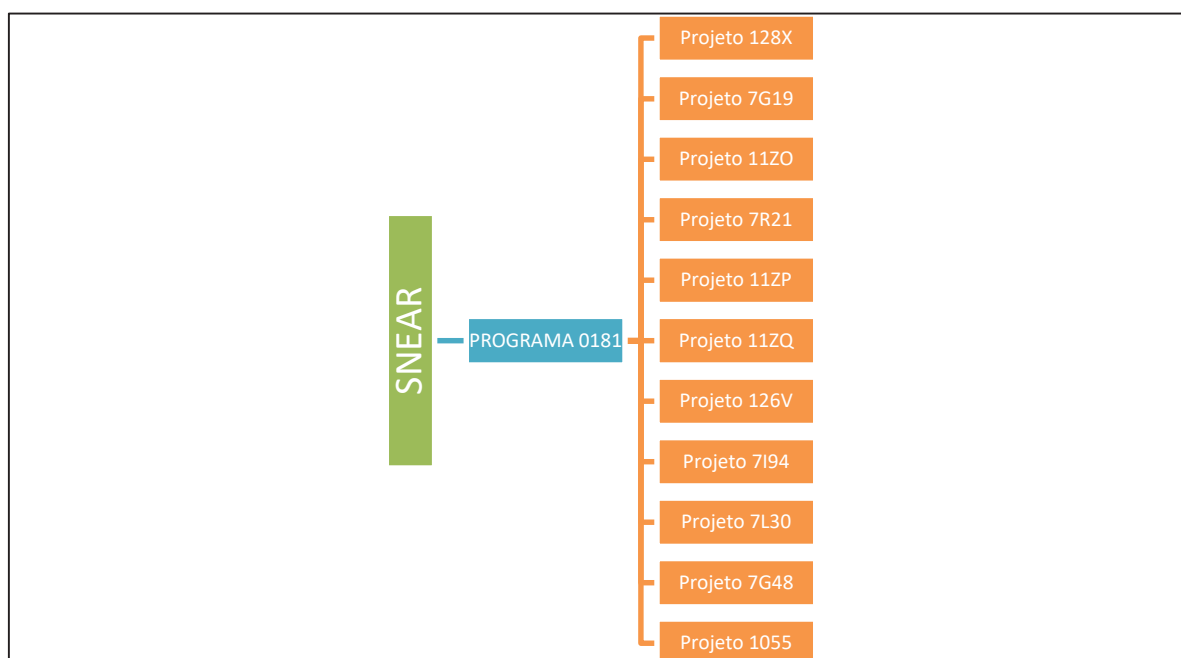 SNEAR
PROGRAMA 0181
Projeto 128X
Projeto 7G19
Projeto 11ZO
Projeto 7R21
Projeto 11ZP
Projeto 11ZQ
Projeto 126V
Projeto 7I94
Projeto 7L30
Projeto 7G48
Projeto 1055